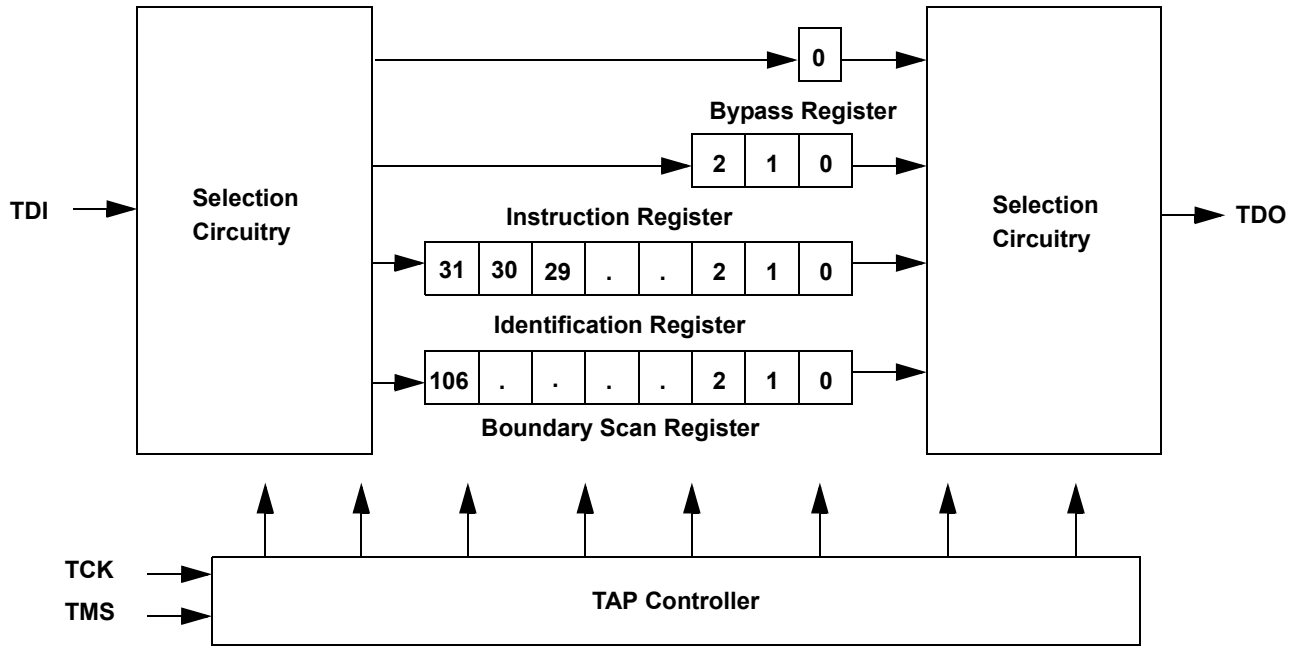 0
Bypass Register
2 1 0
Selection
Circuitry
Selection
Circuitry
TDI
TDO
Instruction Register
31 30 29 . . 2 1 0
Identification Register
106 . . . . 2 1 0
Boundary Scan Register
TCK
TMS
TAP Controller